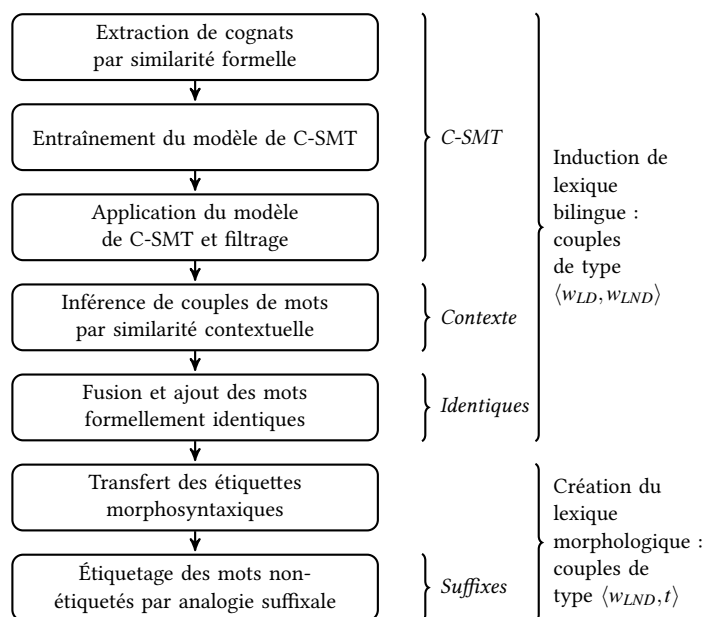 Extraction de cognats
par similarité formelle
Entraînement du modèle de C-SMT
Application du modèle
de C-SMT et filtrage
Inférence de couples de mots
par similarité contextuelle
Fusion et ajout des mots
formellement identiques
Transfert des étiquettes
morphosyntaxiques
Étiquetage des mots non-
étiquetés par analogie suffixale
C-SMT
Contexte
Identiques
Suffixes
Induction de
lexique
bilingue :
couples
de type
⟨w_LD, w_LND⟩
Création du
lexique
morphologique :
couples de
type ⟨w_LND, t⟩